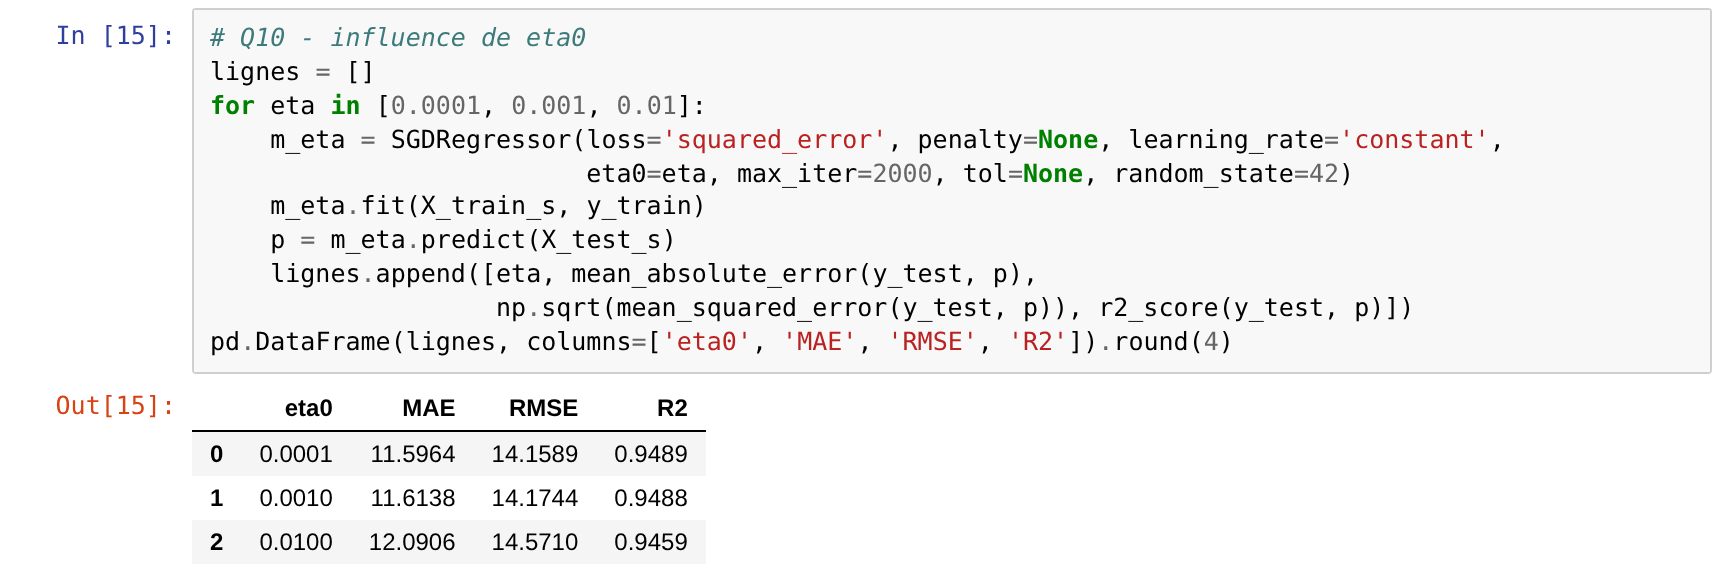 In [15]:
# Q10 - influence de eta0
lignes = []
for eta in [0.0001, 0.001, 0.01]:
    m_eta = SGDRegressor(loss='squared_error', penalty=None, learning_rate='constant',
                         eta0=eta, max_iter=2000, tol=None, random_state=42)
    m_eta.fit(X_train_s, y_train)
    p = m_eta.predict(X_test_s)
    lignes.append([eta, mean_absolute_error(y_test, p),
                   np.sqrt(mean_squared_error(y_test, p)), r2_score(y_test, p)])
pd.DataFrame(lignes, columns=['eta0', 'MAE', 'RMSE', 'R2']).round(4)
Out[15]:
eta0 MAE RMSE R2
0 0.0001 11.5964 14.1589 0.9489
1 0.0010 11.6138 14.1744 0.9488
2 0.0100 12.0906 14.5710 0.9459